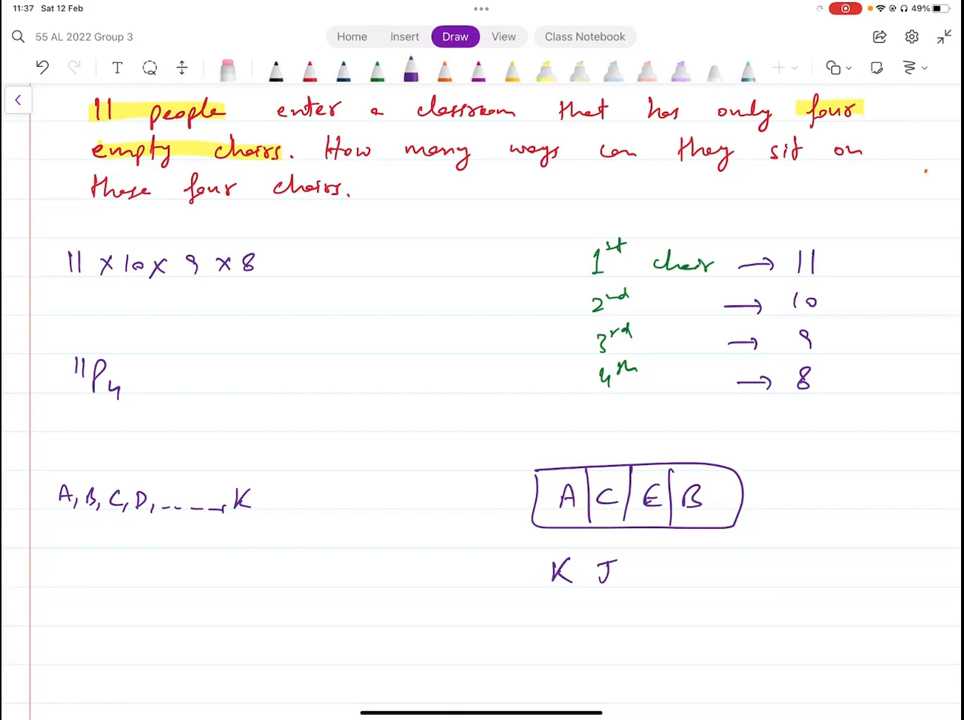 11:37 Sat 12 Feb
49%
55 AL 2022 Group 3
Home Insert Draw View Class Notebook
11 people enter a classroom that has only four
empty chairs. How many ways can they sit on
these four chairs.
11 x 10 x 9 x 8
1st chair → 11
2nd → 10
3rd → 9
4th → 8
¹¹P₄
A, B, C, D, ..... K
A C E B
K J